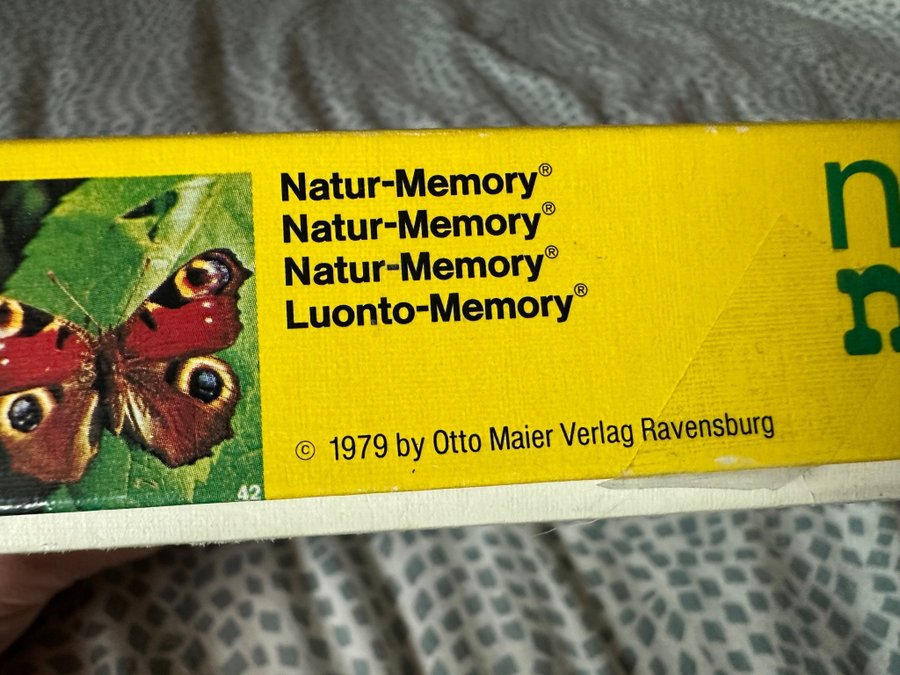 Natur-Memory®
Natur-Memory®
Natur-Memory®
Luonto-Memory®
© 1979 by Otto Maier Verlag Ravensburg
42
n
n